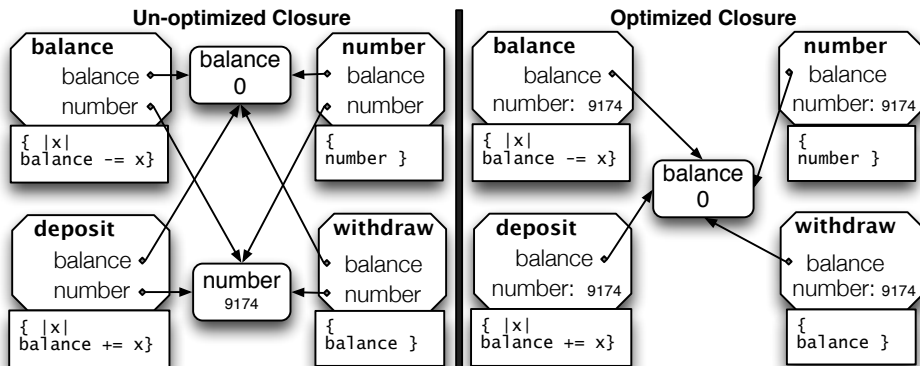 Un-optimized Closure
balance
balance
number
{ |x|
balance -= x}
balance
0
number
balance
number
{
number }
deposit
balance
number
{ |x|
balance += x}
number
9174
withdraw
balance
number
{
balance }
Optimized Closure
balance
balance
number: 9174
{ |x|
balance -= x}
number
balance
number: 9174
{
number }
balance
0
deposit
balance
number: 9174
{ |x|
balance += x}
withdraw
balance
number: 9174
{
balance }